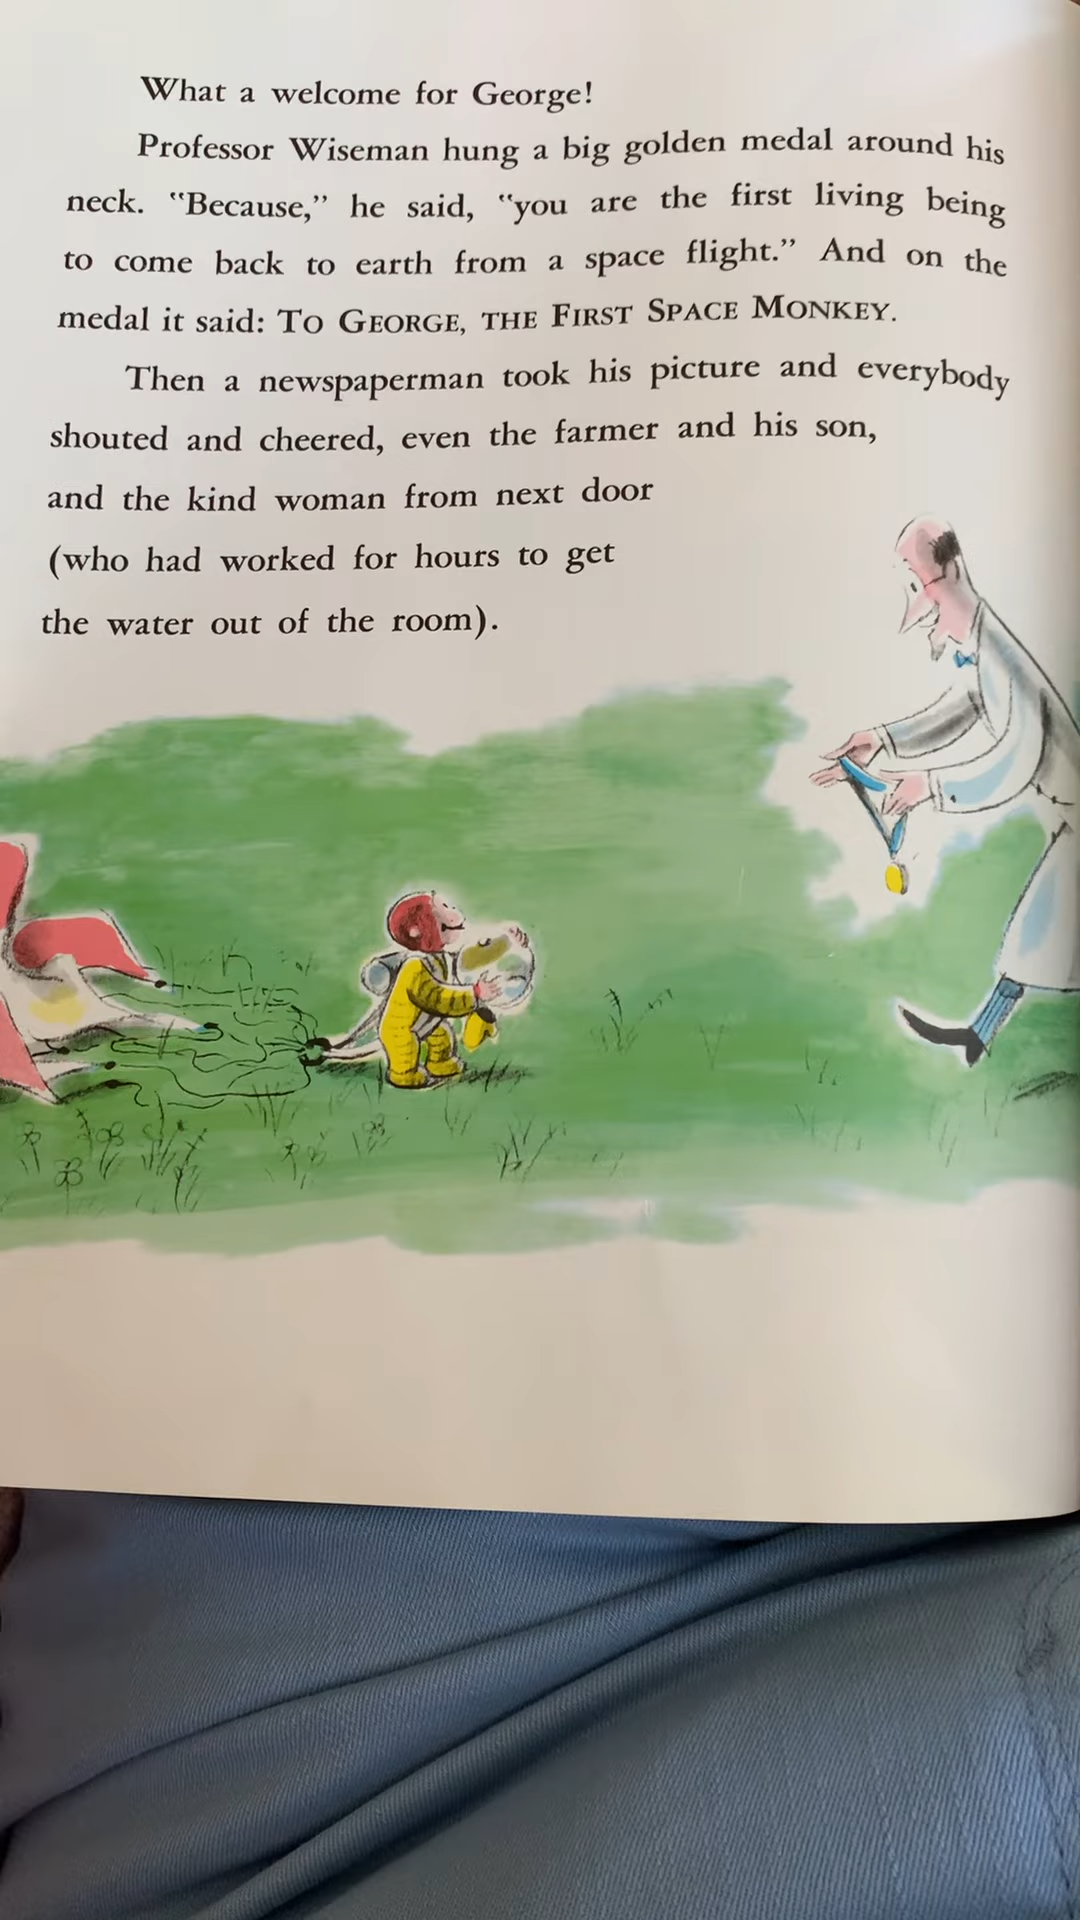 What a welcome for George!
Professor Wiseman hung a big golden medal around his
neck. “Because,” he said, “you are the first living being
to come back to earth from a space flight.” And on the
medal it said: To George, the First Space Monkey.
Then a newspaperman took his picture and everybody
shouted and cheered, even the farmer and his son,
and the kind woman from next door
(who had worked for hours to get
the water out of the room).